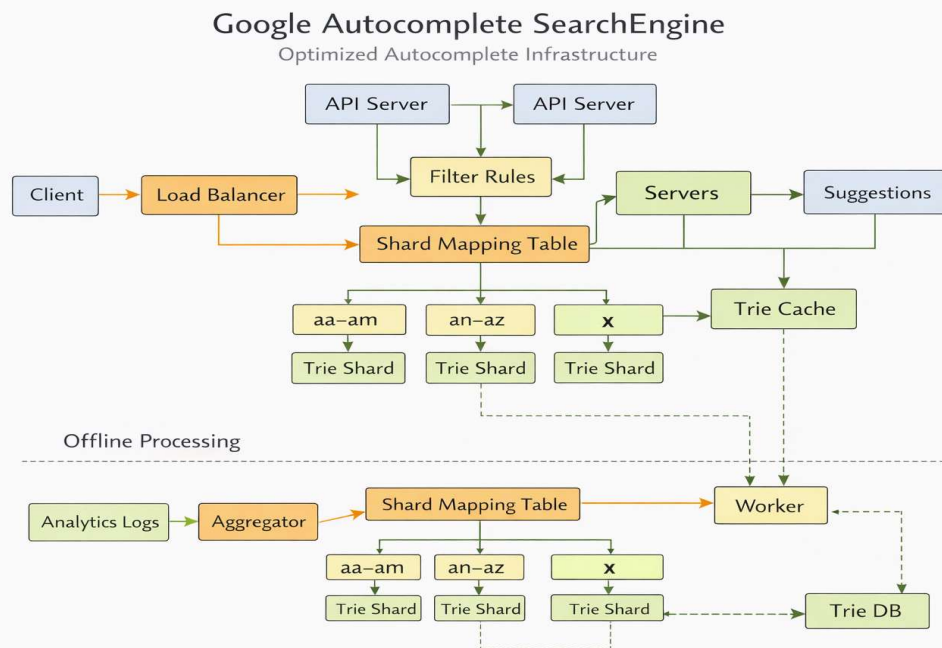 Google Autocomplete SearchEngine
Optimized Autocomplete Infrastructure
API Server
API Server
Filter Rules
Client
Load Balancer
Servers
Suggestions
Shard Mapping Table
Trie Cache
aa–am
an–az
x
Trie Shard
Trie Shard
Trie Shard
Offline Processing
Analytics Logs
Aggregator
Shard Mapping Table
Worker
aa–am
an–az
x
Trie Shard
Trie Shard
Trie Shard
Trie DB